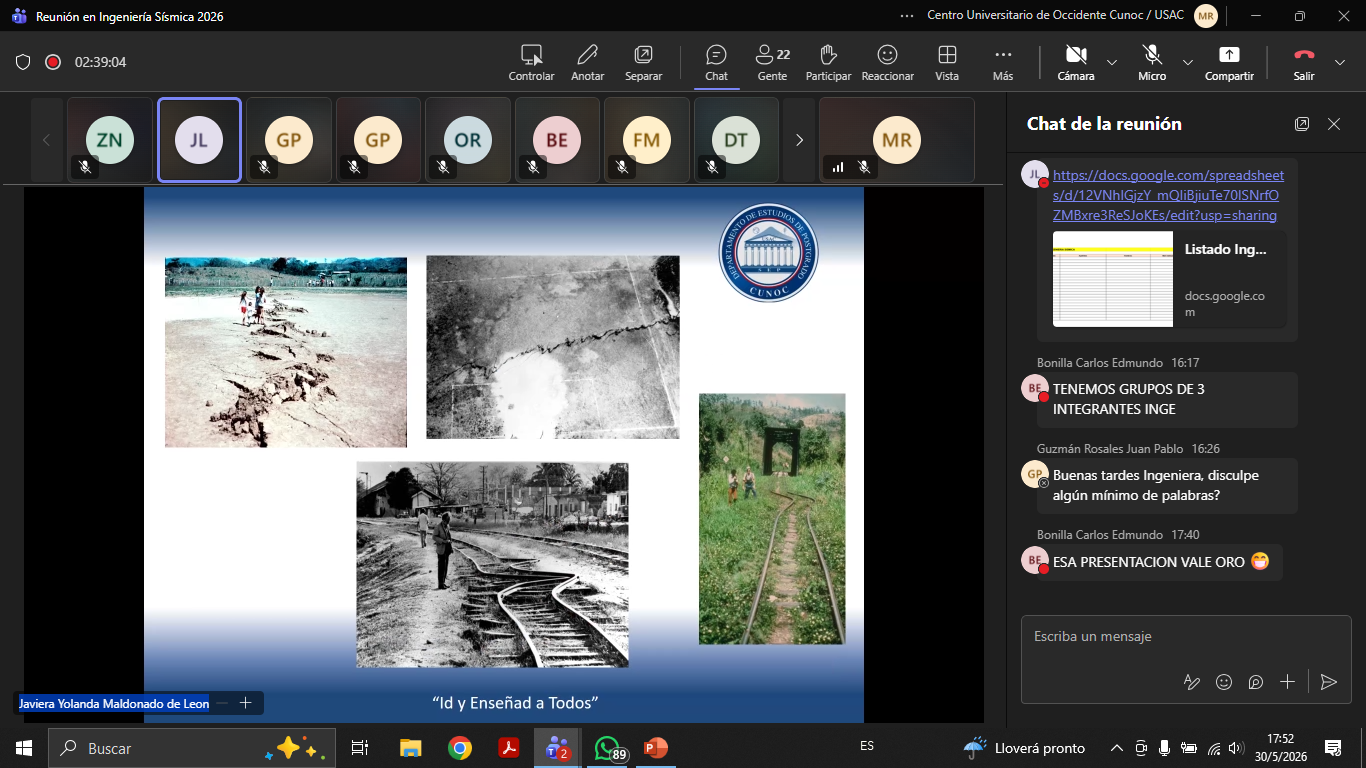 Reunión en Ingeniería Sísmica 2026
Centro Universitario de Occidente Cunoc / USAC
MR
02:39:04
Controlar
Anotar
Separar
Chat
Gente
22
Participar
Reaccionar
Vista
Más
Cámara
Micro
Compartir
Salir
ZN
JL
GP
GP
OR
BE
FM
DT
MR
DEPARTAMENTO DE ESTUDIOS DE POSTGRADO
CUNOC
“Id y Enseñad a Todos”
Javiera Yolanda Maldonado de Leon
Chat de la reunión
JL
https://docs.google.com/spreadsheet
Listado Ing...
docs.google.co
m
Bonilla Carlos Edmundo 16:17
BE
TENEMOS GRUPOS DE 3
INTEGRANTES INGE
Guzmán Rosales Juan Pablo 16:26
GP
Buenas tardes Ingeniera, disculpe
algún mínimo de palabras?
Bonilla Carlos Edmundo 17:40
BE
ESA PRESENTACION VALE ORO 😁
Escriba un mensaje
Buscar
2
89
ES
Lloverá pronto
17:52
30/5/2026